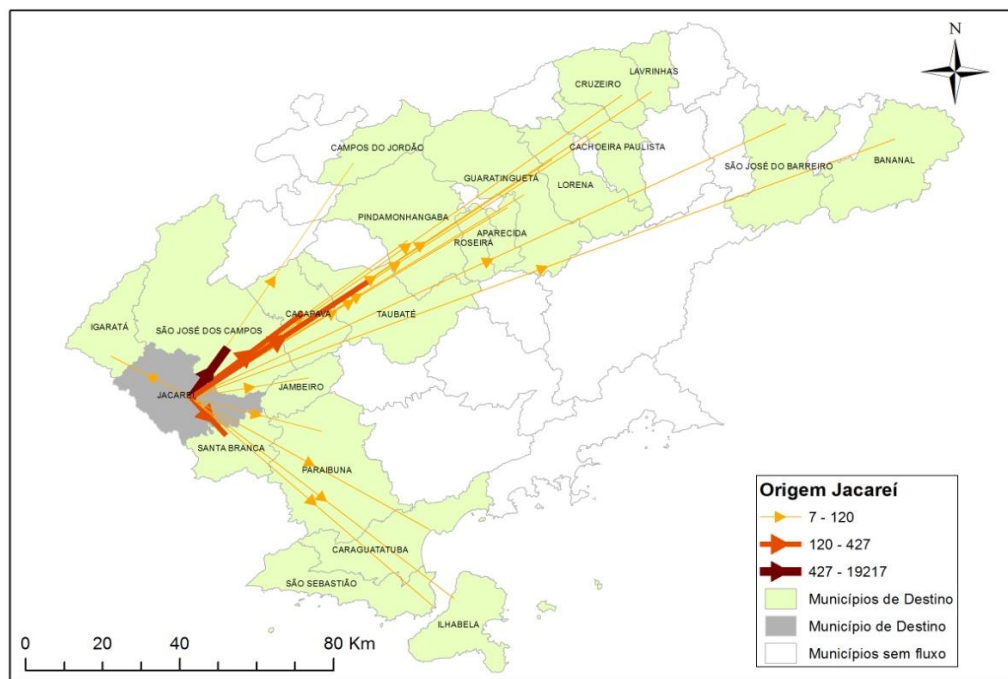 N
LAVRINHAS
CRUZEIRO
CAMPOS DO JORDÃO
CACHOEIRA PAULISTA
SÃO JOSÉ DO BARREIRO
BANANAL
GUARATINGUETÁ
LORENA
PINDAMONHANGABA
APARECIDA
ROSEIRA
CAÇAPAVA
TAUBATÉ
IGARATÁ
SÃO JOSÉ DOS CAMPOS
JAMBEIRO
JACAREÍ
SANTA BRANCA
PARAIBUNA
CARAGUATATUBA
SÃO SEBASTIÃO
ILHABELA
Origem Jacareí
7 - 120
120 - 427
427 - 19217
Municípios de Destino
Município de Destino
Municípios sem fluxo
0 20 40 80 Km